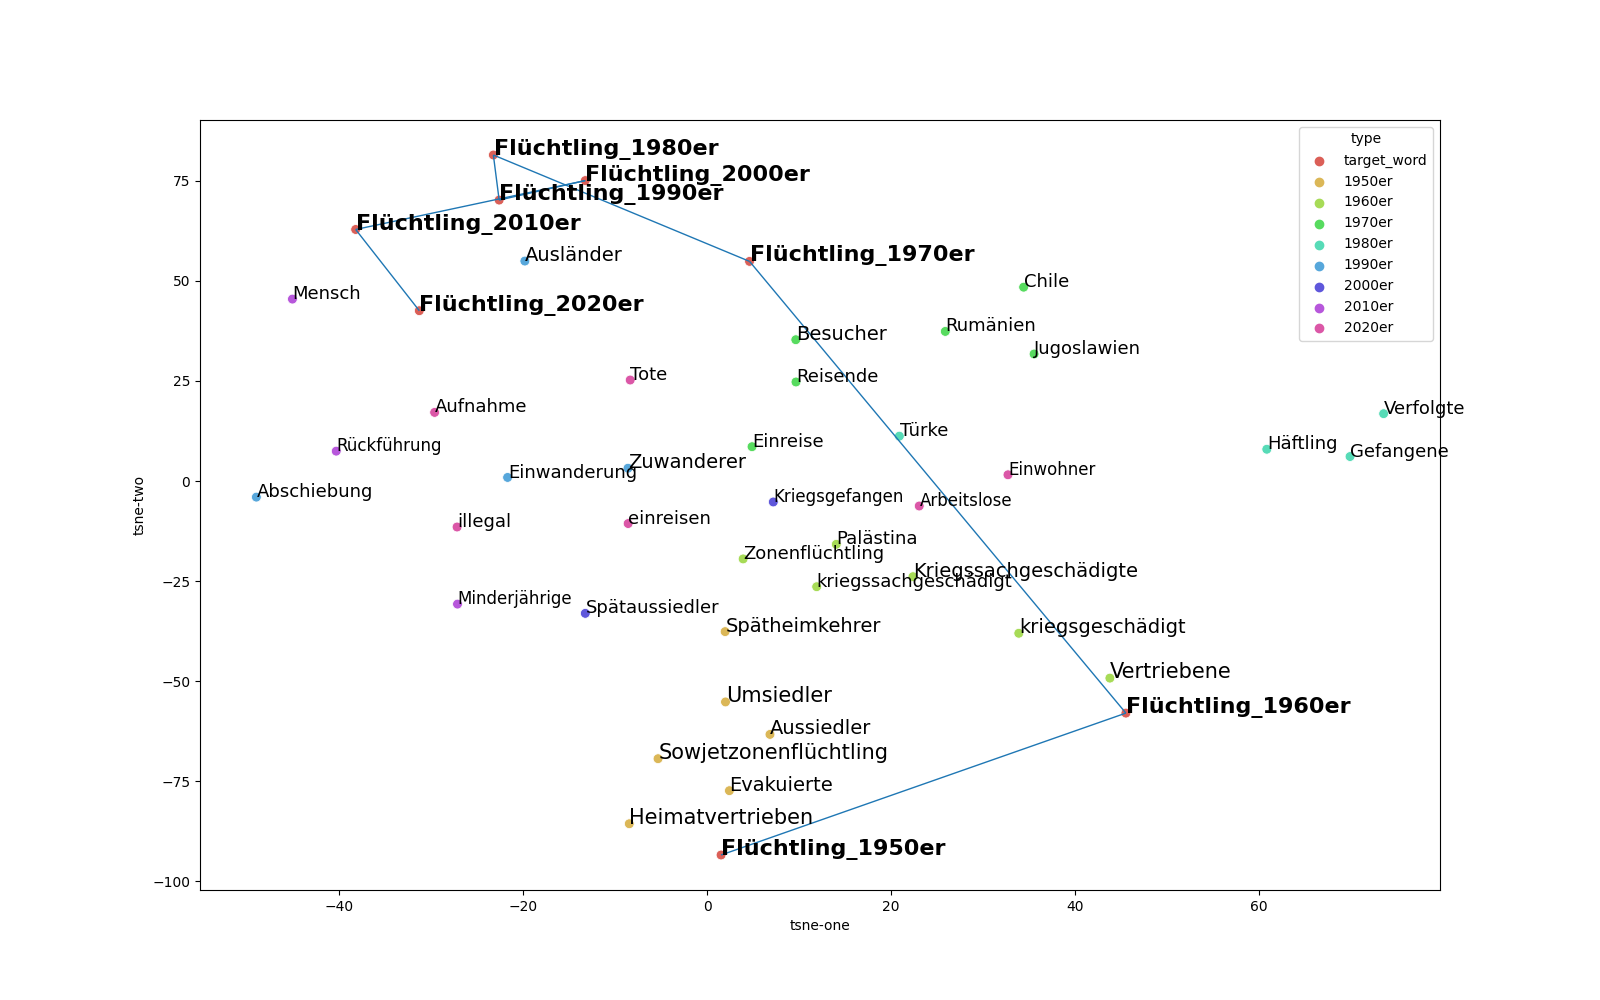 Flüchtling_1980er
Flüchtling_2000er
Flüchtling_1990er
Flüchtling_2010er
Ausländer
Flüchtling_1970er
Mensch
Flüchtling_2020er
Chile
Rumänien
Besucher
Jugoslawien
Tote
Reisende
Aufnahme
Verfolgte
Türke
Rückführung
Einreise
Häftling
Gefangene
Zuwanderer
Einwanderung
Einwohner
Abschiebung
Kriegsgefangen
Arbeitslose
illegal
einreisen
Palästina
Zonenflüchtling
Kriegssachgeschädigte
kriegssachgeschädigt
Minderjährige
Spätaussiedler
Spätheimkehrer
kriegsgeschädigt
Vertriebene
Umsiedler
Flüchtling_1960er
Aussiedler
Sowjetzonenflüchtling
Evakuierte
Heimatvertrieben
Flüchtling_1950er
type
target_word
1950er
1960er
1970er
1980er
1990er
2000er
2010er
2020er
75
50
25
0
−25
−50
−75
−100
tsne-two
−40
−20
0
20
40
60
tsne-one